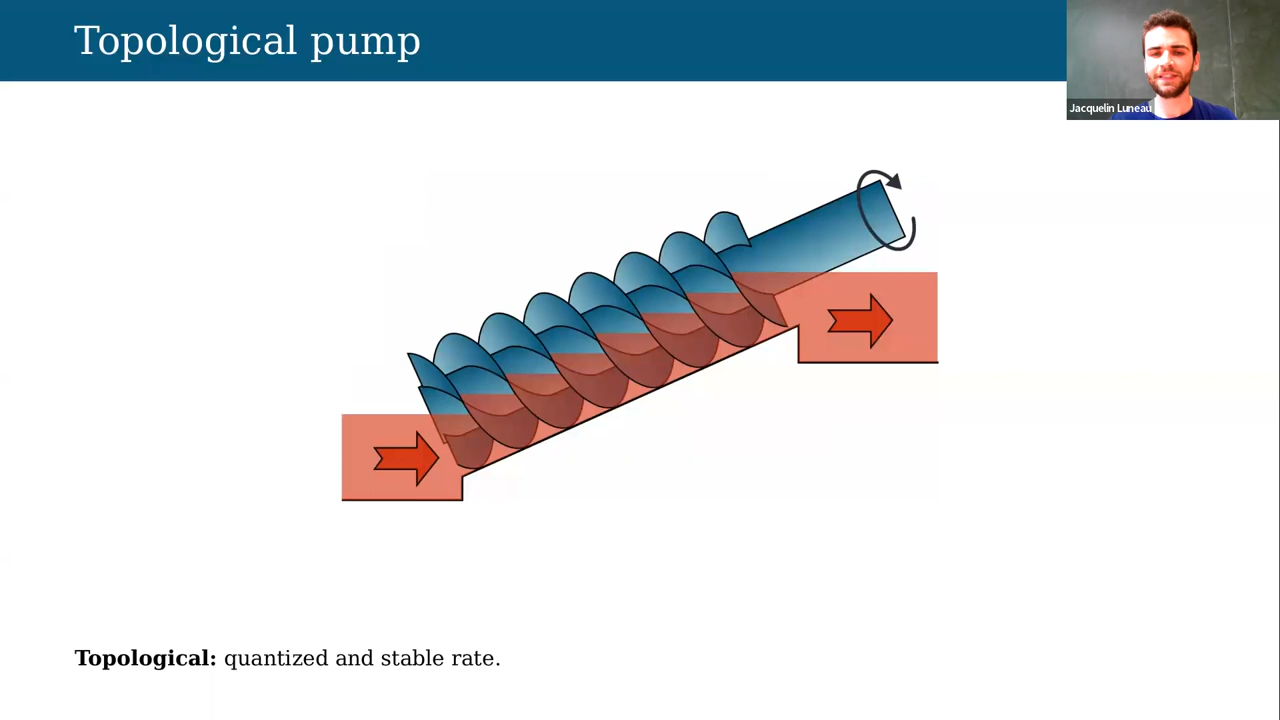 Topological pump
Jacquelin Luneau
Topological: quantized and stable rate.